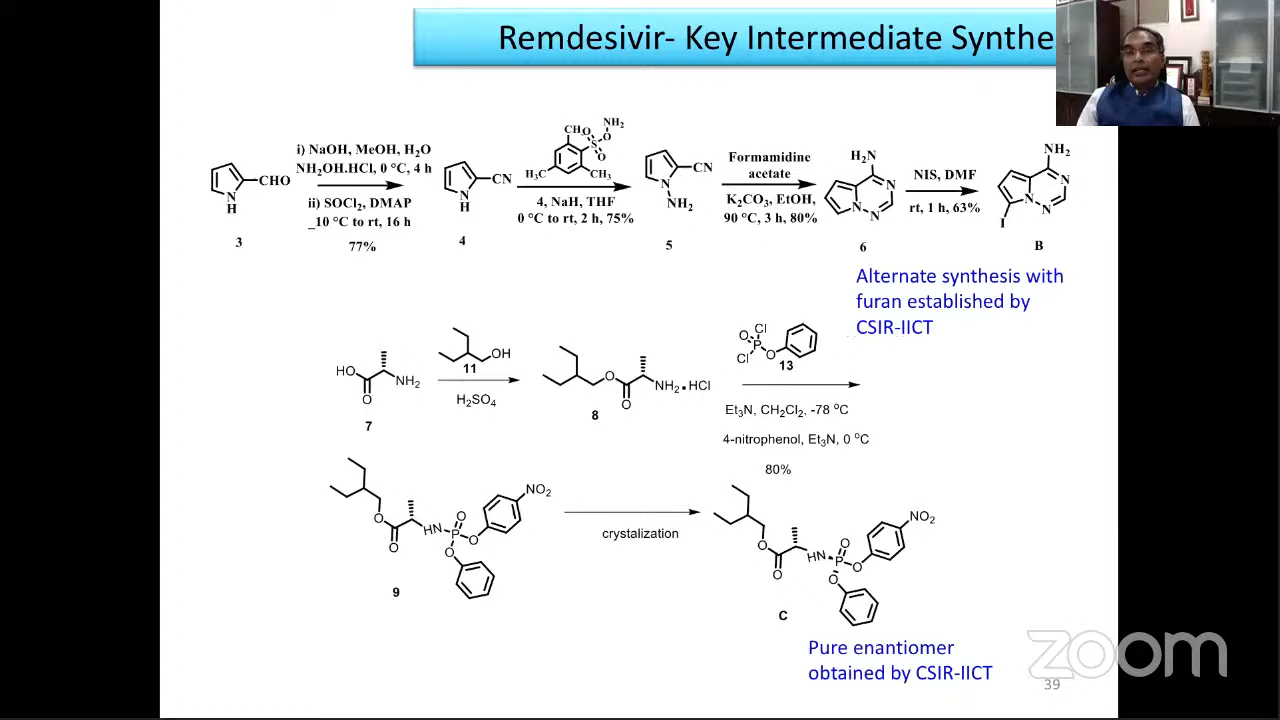 Remdesivir- Key Intermediate Synthe
i) NaOH, MeOH, H2O
NH2OH.HCl, 0 °C, 4 h
ii) SOCl2, DMAP
_10 °C to rt, 16 h
77%
CHO
N
H
3
CN
N
H
4
CH3
O
NH2
S
O
O
H3C
CH3
4, NaH, THF
0 °C to rt, 2 h, 75%
CN
N
NH2
5
Formamidine
acetate
K2CO3, EtOH,
90 °C, 3 h, 80%
H2N
N
N
N
6
NIS, DMF
rt, 1 h, 63%
NH2
N
N
N
I
B
Alternate synthesis with
furan established by
CSIR-IICT
HO
NH2
O
7
OH
11
H2SO4
O
NH2·HCl
O
8
Cl
O
P
Cl
O
13
Et3N, CH2Cl2, -78 °C
4-nitrophenol, Et3N, 0 °C
80%
NO2
O
O
HN
P
O
O
O
9
crystalization
NO2
O
O
HN
P
O
O
O
C
Pure enantiomer
obtained by CSIR-IICT
39
zoom